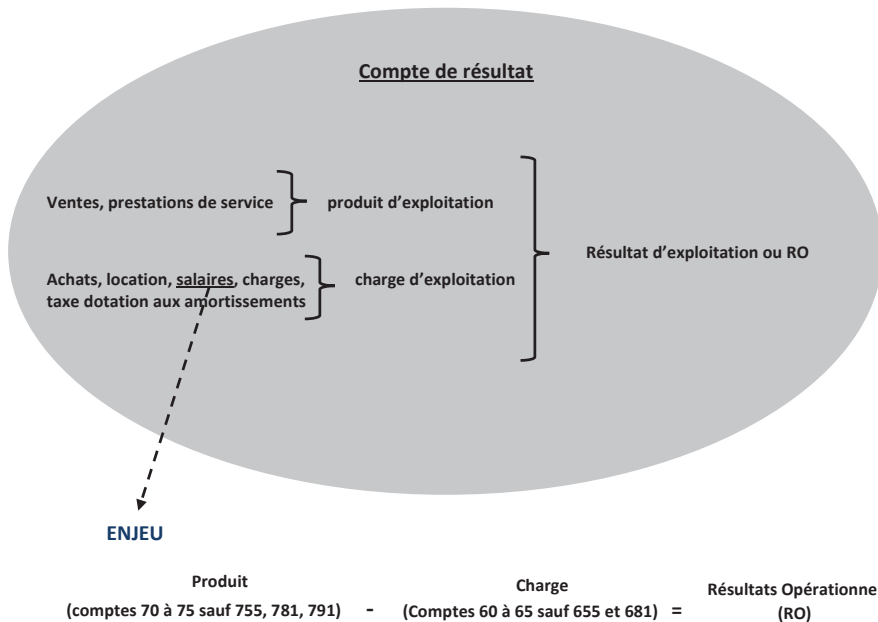 Compte de résultat
Ventes, prestations de service
produit d’exploitation
Résultat d’exploitation ou RO
Achats, location, salaires, charges,
taxe dotation aux amortissements
charge d’exploitation
ENJEU
Produit
(comptes 70 à 75 sauf 755, 781, 791)
-
Charge
(Comptes 60 à 65 sauf 655 et 681)
=
Résultats Opérationne
(RO)